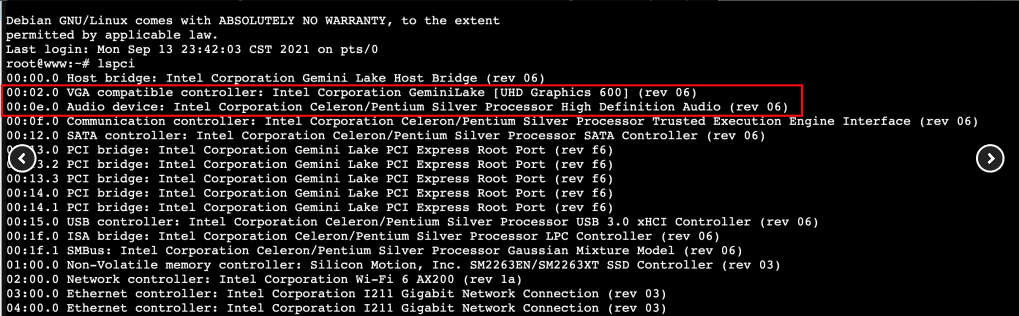 Debian GNU/Linux comes with ABSOLUTELY NO WARRANTY, to the extent
permitted by applicable law.
Last login: Mon Sep 13 23:42:03 CST 2021 on pts/0
root@www:~# lspci
00:00.0 Host bridge: Intel Corporation Gemini Lake Host Bridge (rev 06)
00:02.0 VGA compatible controller: Intel Corporation GeminiLake [UHD Graphics 600] (rev 06)
00:0e.0 Audio device: Intel Corporation Celeron/Pentium Silver Processor High Definition Audio (rev 06)
00:0f.0 Communication controller: Intel Corporation Celeron/Pentium Silver Processor Trusted Execution Engine Interface (rev 06)
00:12.0 SATA controller: Intel Corporation Celeron/Pentium Silver Processor SATA Controller (rev 06)
13.0 PCI bridge: Intel Corporation Gemini Lake PCI Express Root Port (rev f6)
3.2 PCI bridge: Intel Corporation Gemini Lake PCI Express Root Port (rev f6)
00:13.3 PCI bridge: Intel Corporation Gemini Lake PCI Express Root Port (rev f6)
00:14.0 PCI bridge: Intel Corporation Gemini Lake PCI Express Root Port (rev f6)
00:14.1 PCI bridge: Intel Corporation Gemini Lake PCI Express Root Port (rev f6)
00:15.0 USB controller: Intel Corporation Celeron/Pentium Silver Processor USB 3.0 xHCI Controller (rev 06)
00:1f.0 ISA bridge: Intel Corporation Celeron/Pentium Silver Processor LPC Controller (rev 06)
00:1f.1 SMBus: Intel Corporation Celeron/Pentium Silver Processor Gaussian Mixture Model (rev 06)
01:00.0 Non-Volatile memory controller: Silicon Motion, Inc. SM2263EN/SM2263XT SSD Controller (rev 03)
02:00.0 Network controller: Intel Corporation Wi-Fi 6 AX200 (rev 1a)
03:00.0 Ethernet controller: Intel Corporation I211 Gigabit Network Connection (rev 03)
04:00.0 Ethernet controller: Intel Corporation I211 Gigabit Network Connection (rev 03)